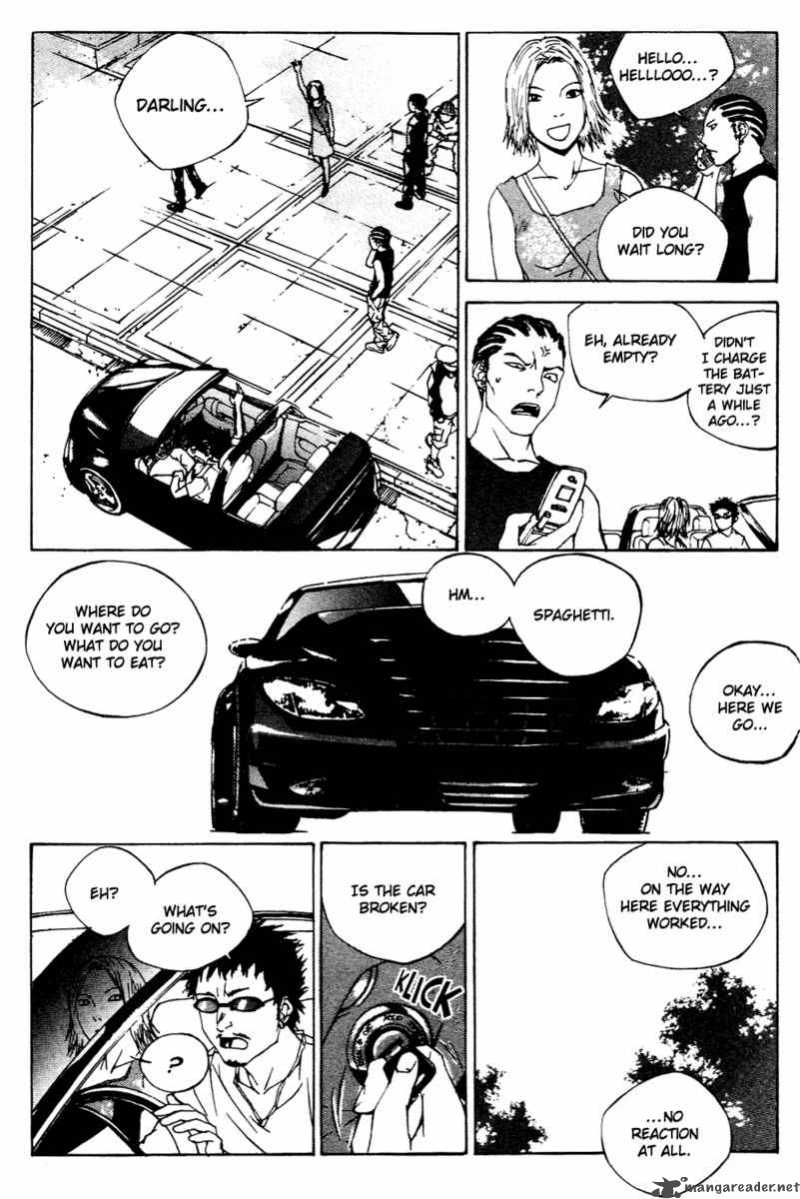 DARLING...
HELLO...
HELLLOOO...?
DID YOU
WAIT LONG?
EH, ALREADY
EMPTY?
DIDN'T
I CHARGE
THE BAT-
TERY JUST
A WHILE
AGO...?
WHERE DO
YOU WANT TO GO?
WHAT DO YOU
WANT TO EAT?
HM...
SPAGHETTI.
OKAY...
HERE WE
GO...
EH?
WHAT'S
GOING ON?
?
IS THE CAR
BROKEN?
KLICK
NO...
ON THE WAY
HERE EVERYTHING
WORKED...
...NO
REACTION
AT ALL.
mangareader.net